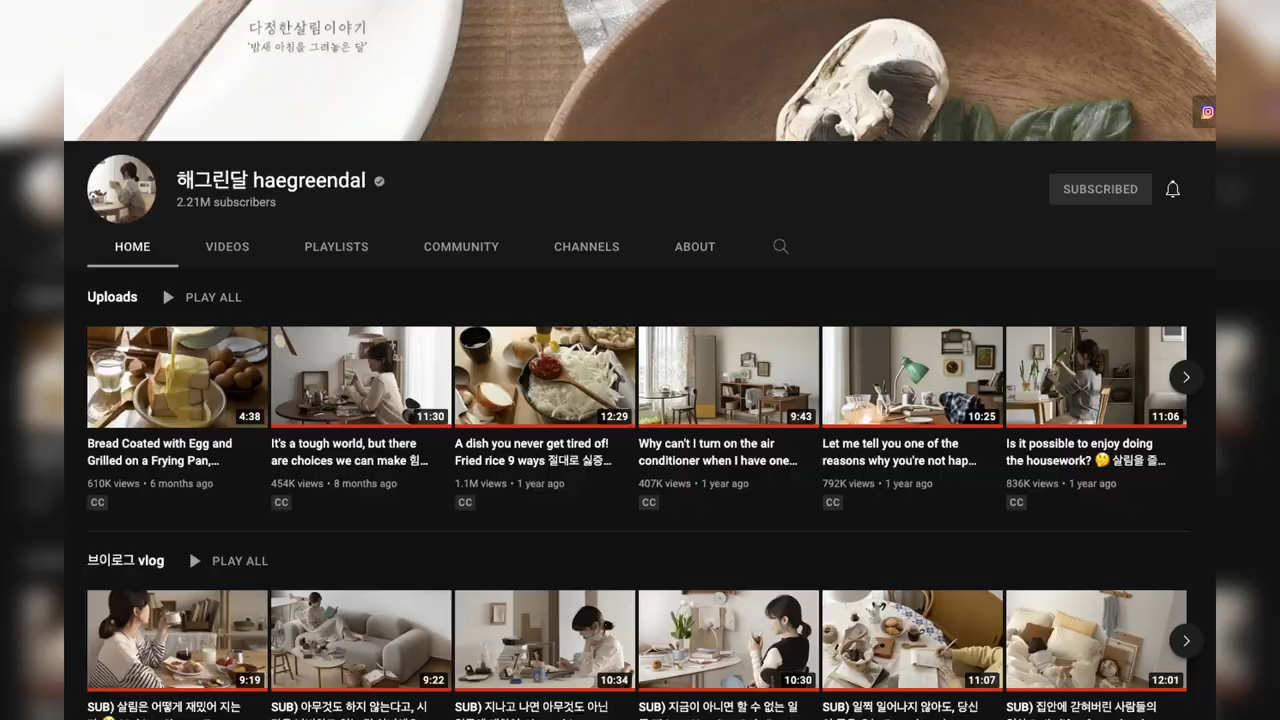 다정한살림이야기
'밤새 아침을 그려놓은 달'
해그린달 haegreendal
2.21M subscribers
SUBSCRIBED
HOME VIDEOS PLAYLISTS COMMUNITY CHANNELS ABOUT
Uploads PLAY ALL
4:38 11:30 12:29 9:43 10:25 11:06
Bread Coated with Egg and It's a tough world, but there A dish you never get tired of! Why can't I turn on the air Let me tell you one of the Is it possible to enjoy doing
Grilled on a Frying Pan,... are choices we can make 힘... Fried rice 9 ways 절대로 싫증... conditioner when I have one... reasons why you're not hap... the housework? 🤔 살림을 즐...
610K views • 6 months ago 454K views • 8 months ago 1.1M views • 1 year ago 407K views • 1 year ago 792K views • 1 year ago 836K views • 1 year ago
CC CC CC CC CC CC
브이로그 vlog PLAY ALL
9:19 9:22 10:34 10:30 11:07 12:01
SUB) 살림은 어떻게 재밌어 지는 SUB) 아무것도 하지 않는다고, 시 SUB) 지나고 나면 아무것도 아닌 SUB) 지금이 아니면 할 수 없는 일 SUB) 일찍 일어나지 않아도, 당신 SUB) 집안에 갇혀버린 사람들의